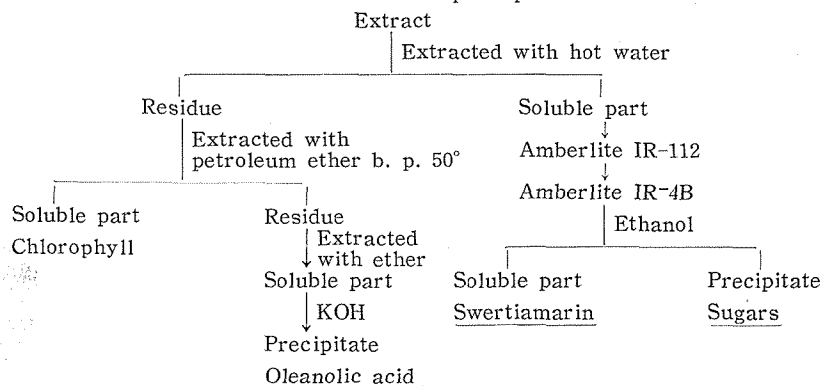 Extract
Extracted with hot water
Residue
Soluble part
Extracted with
petroleum ether b. p. 50°
Amberlite IR-112
Amberlite IR-4B
Ethanol
Soluble part
Chlorophyll
Residue
Extracted
with ether
Soluble part
KOH
Precipitate
Oleanolic acid
Soluble part
Swertiamarin
Precipitate
Sugars